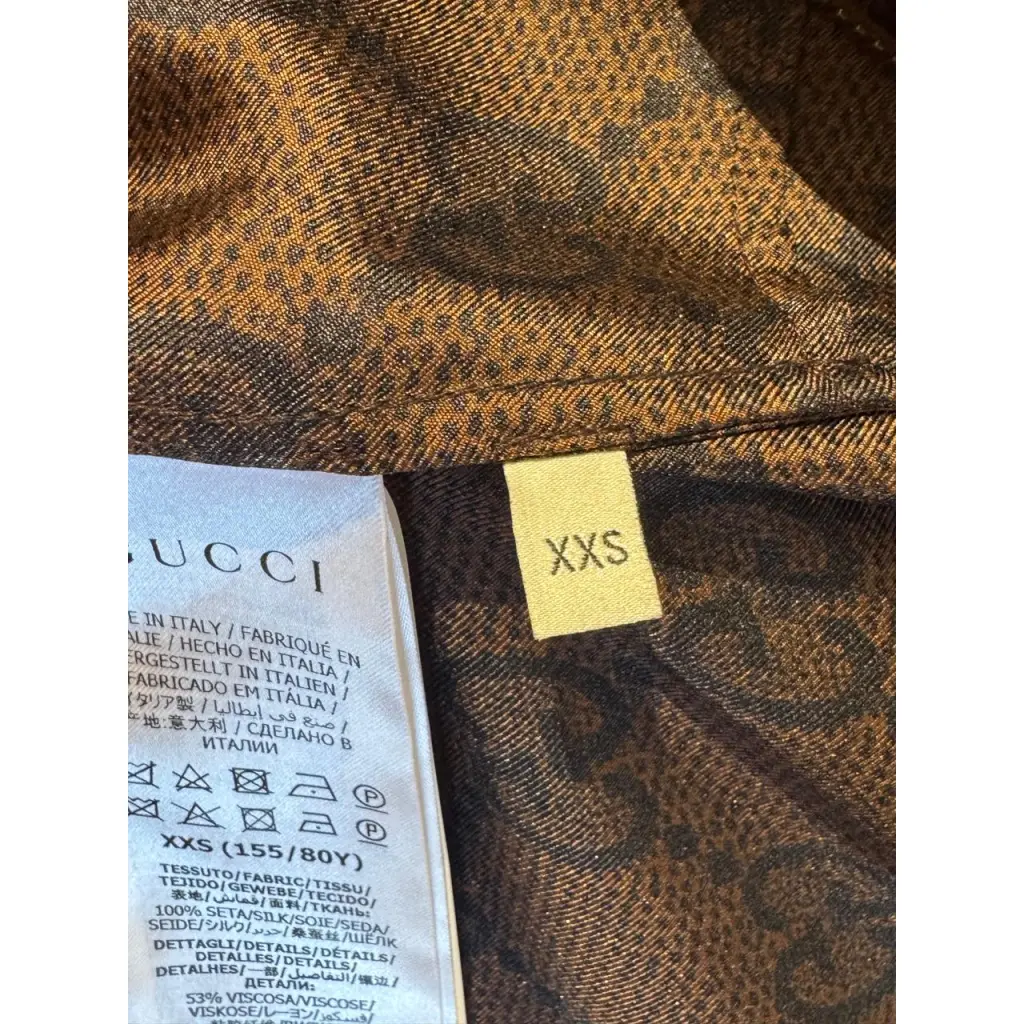 GUCCI
E IN ITALY / FABRIQUÉ EN
ALIE / HECHO EN ITALIA /
ERGESTELLT IN ITALIEN /
FABRICADO EM ITÁLIA /
タリア製 / صنع في إيطاليا /
产地:意大利 / СДЕЛАНО В
ИТАЛИИ
P
P
XXS (155/80Y)
TESSUTO/FABRIC/TISSU/
TEJIDO/GEWEBE/TECIDO/
表地/قماش/面料/ТКАНЬ:
100% SETA/SILK/SOIE/SEDA/
SEIDE/シルク/حرير/桑蚕丝/ШЁЛК
DETTAGLI/DETAILS/DÉTAILS/
DETALLES/DETAILS/
DETALHES/一部/التفاصيل/镶边/
ДЕТАЛИ:
53% VISCOSA/VISCOSE/
VISKOSE/レーヨン/فسكوز/
XXS